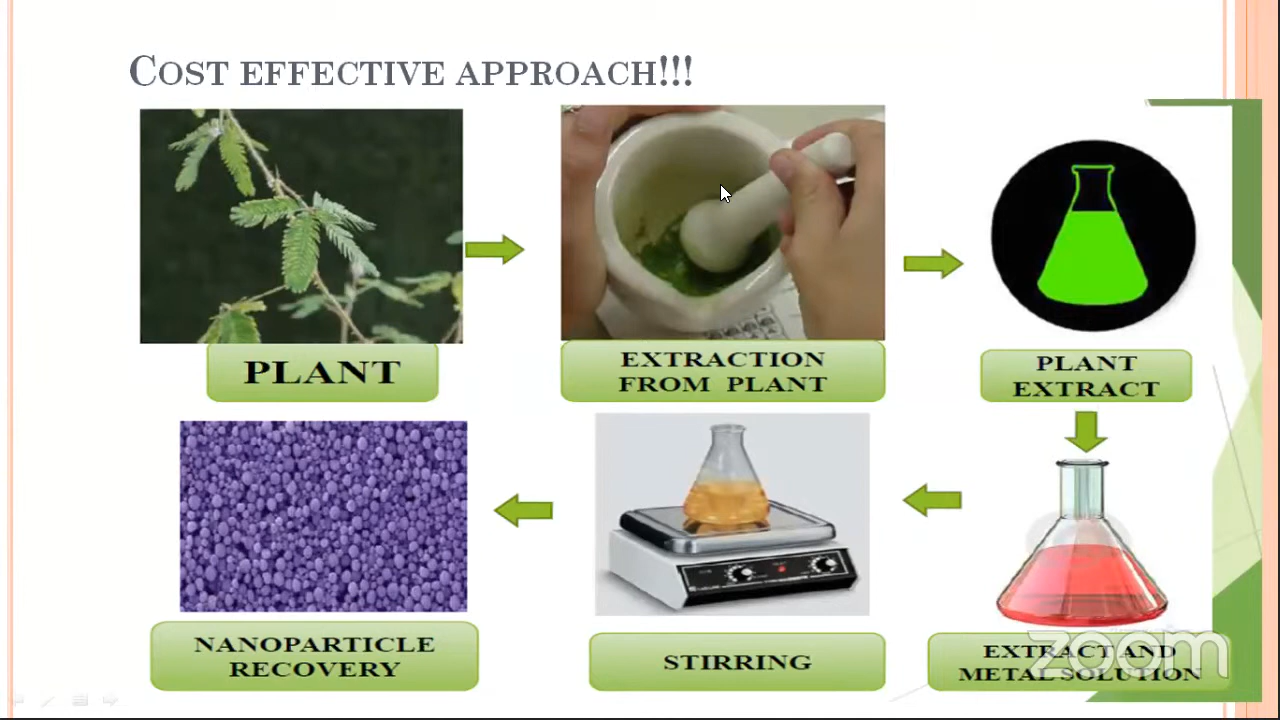 COST EFFECTIVE APPROACH!!!
PLANT
EXTRACTION
FROM PLANT
PLANT
EXTRACT
NANOPARTICLE
RECOVERY
STIRRING
EXTRACT AND
METAL SOLUTION
zoom